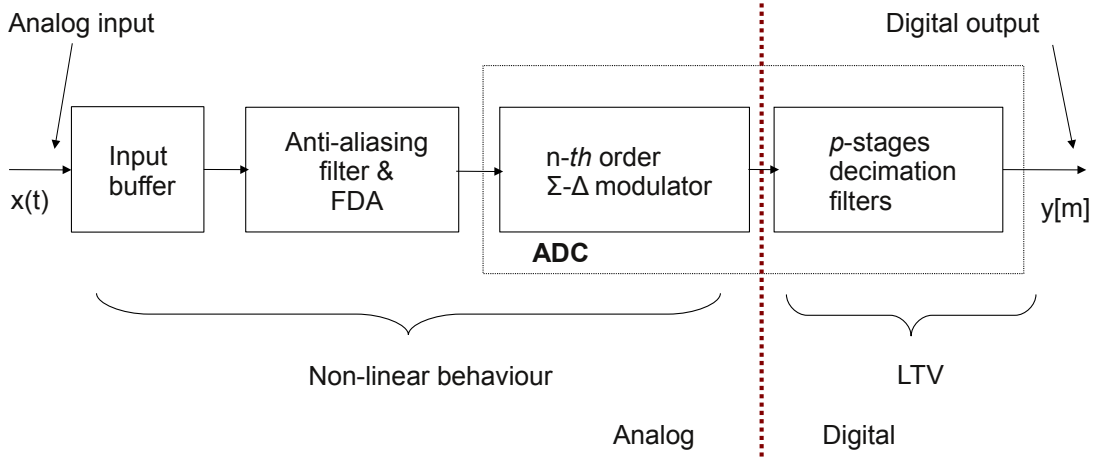 Analog input
Digital output
Input
buffer
Anti-aliasing
filter &
FDA
n-th order
Σ-Δ modulator
p-stages
decimation
filters
x(t)
y[m]
ADC
Non-linear behaviour
LTV
Analog
Digital